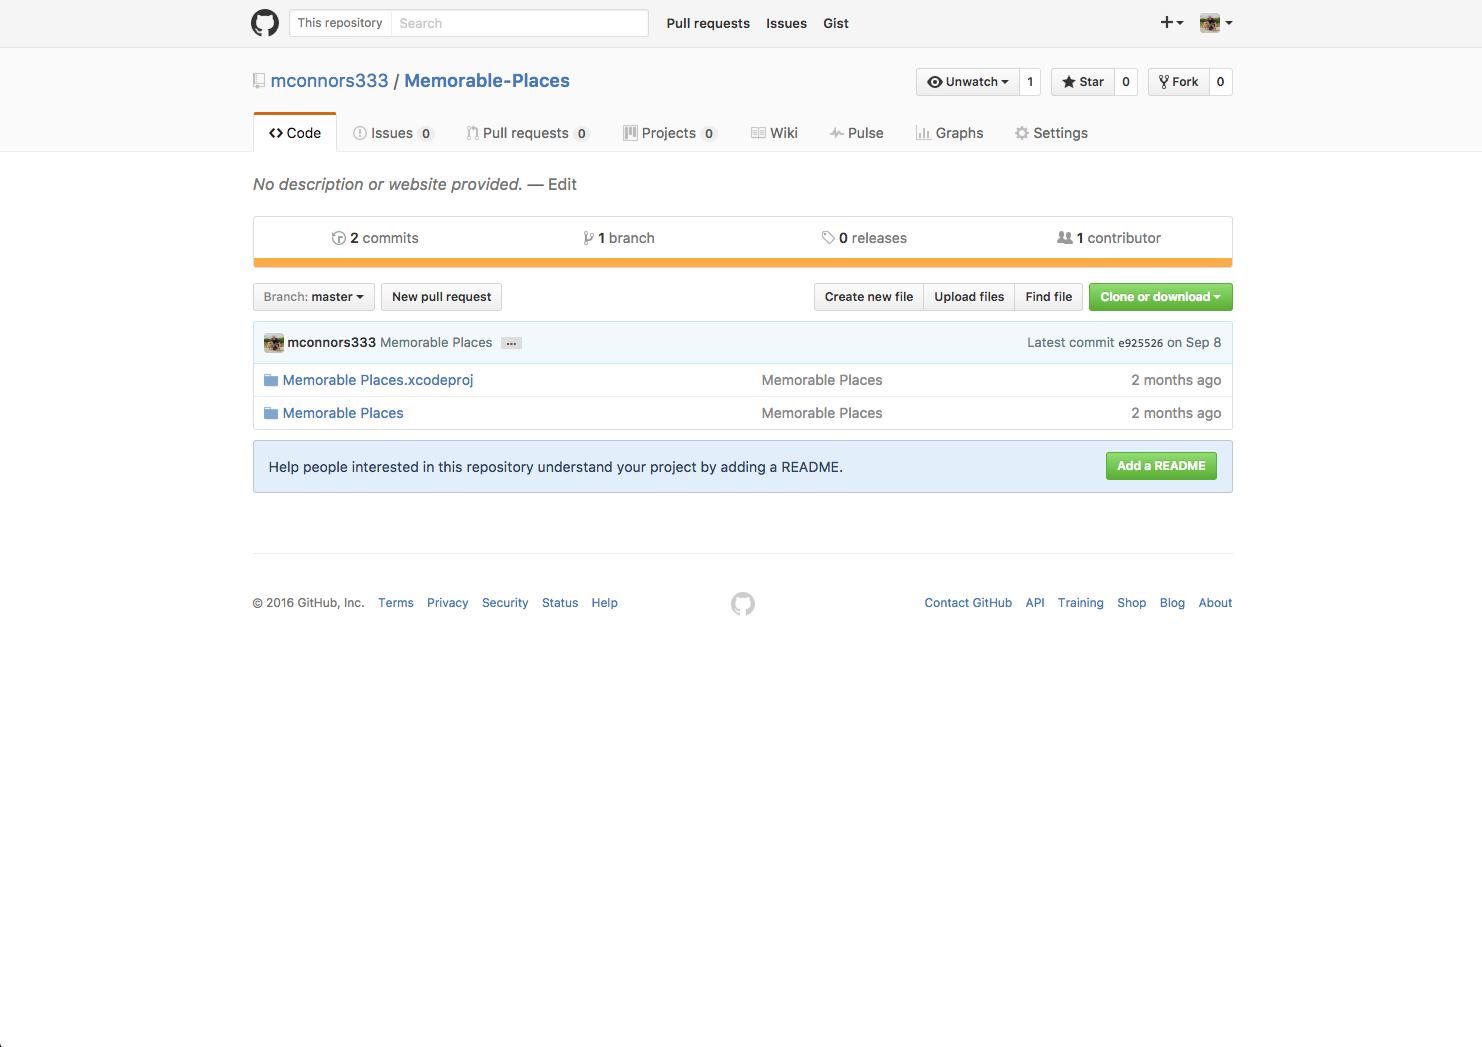 This repository Search Pull requests Issues Gist
mconnors333 / Memorable-Places Unwatch 1 Star 0 Fork 0
Code Issues 0 Pull requests 0 Projects 0 Wiki Pulse Graphs Settings
No description or website provided. — Edit
2 commits 1 branch 0 releases 1 contributor
Branch: master New pull request Create new file Upload files Find file Clone or download
mconnors333 Memorable Places … Latest commit e925526 on Sep 8
Memorable Places.xcodeproj Memorable Places 2 months ago
Memorable Places Memorable Places 2 months ago
Help people interested in this repository understand your project by adding a README. Add a README
© 2016 GitHub, Inc. Terms Privacy Security Status Help Contact GitHub API Training Shop Blog About